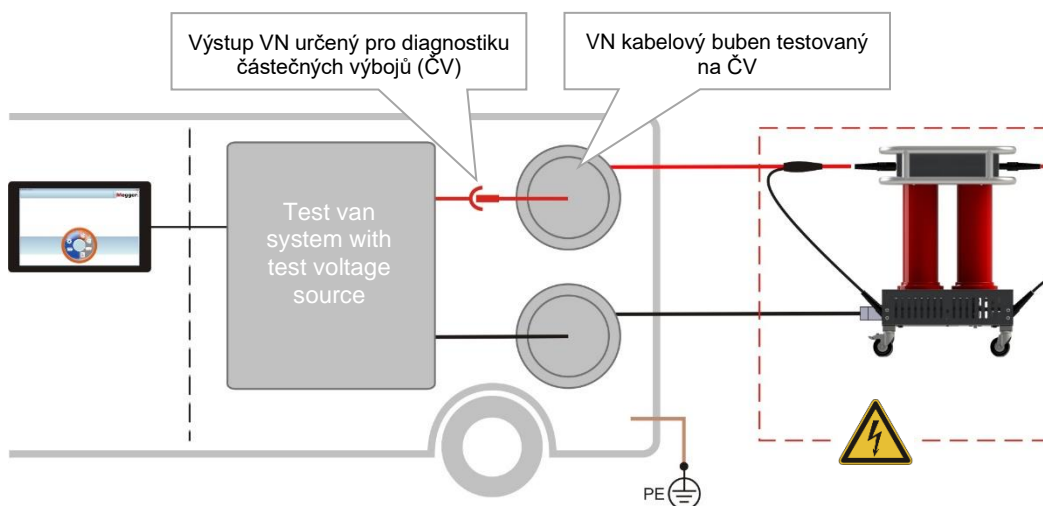 Výstup VN určený pro diagnostiku
částečných výbojů (ČV)
VN kabelový buben testovaný
na ČV
Megger
Test van
system with
test voltage
source
PE